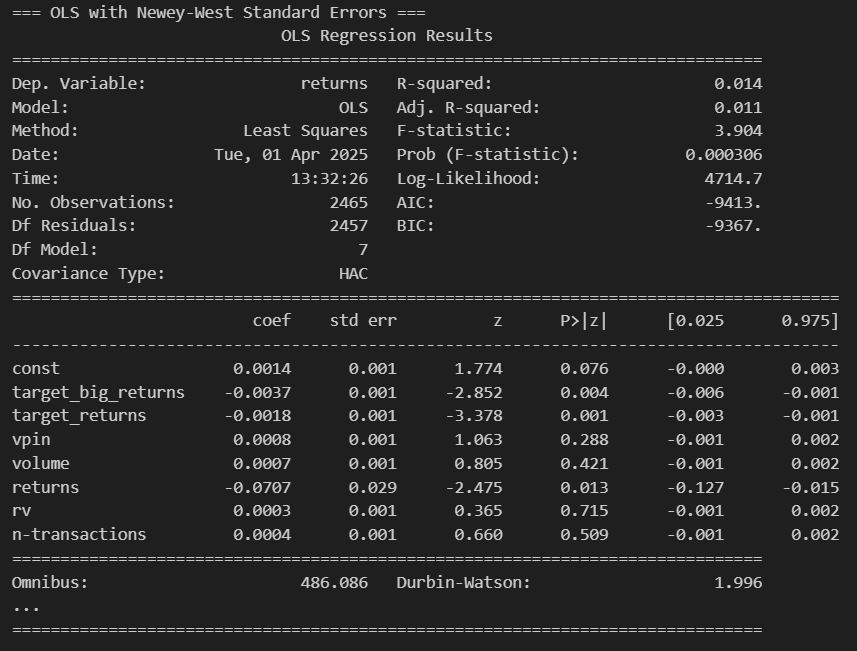 === OLS with Newey-West Standard Errors ===
                            OLS Regression Results
==============================================================================
Dep. Variable:                returns   R-squared:                       0.014
Model:                            OLS   Adj. R-squared:                  0.011
Method:                 Least Squares   F-statistic:                     3.904
Date:                Tue, 01 Apr 2025   Prob (F-statistic):           0.000306
Time:                        13:32:26   Log-Likelihood:                 4714.7
No. Observations:                2465   AIC:                            -9413.
Df Residuals:                    2457   BIC:                            -9367.
Df Model:                           7
Covariance Type:                  HAC
======================================================================================
                         coef    std err          z      P>|z|      [0.025      0.975]
--------------------------------------------------------------------------------------
const                  0.0014      0.001      1.774      0.076      -0.000       0.003
target_big_returns    -0.0037      0.001     -2.852      0.004      -0.006      -0.001
target_returns        -0.0018      0.001     -3.378      0.001      -0.003      -0.001
vpin                   0.0008      0.001      1.063      0.288      -0.001       0.002
volume                 0.0007      0.001      0.805      0.421      -0.001       0.002
returns               -0.0707      0.029     -2.475      0.013      -0.127      -0.015
rv                     0.0003      0.001      0.365      0.715      -0.001       0.002
n-transactions         0.0004      0.001      0.660      0.509      -0.001       0.002
==============================================================================
Omnibus:                      486.086   Durbin-Watson:                   1.996
...
==============================================================================